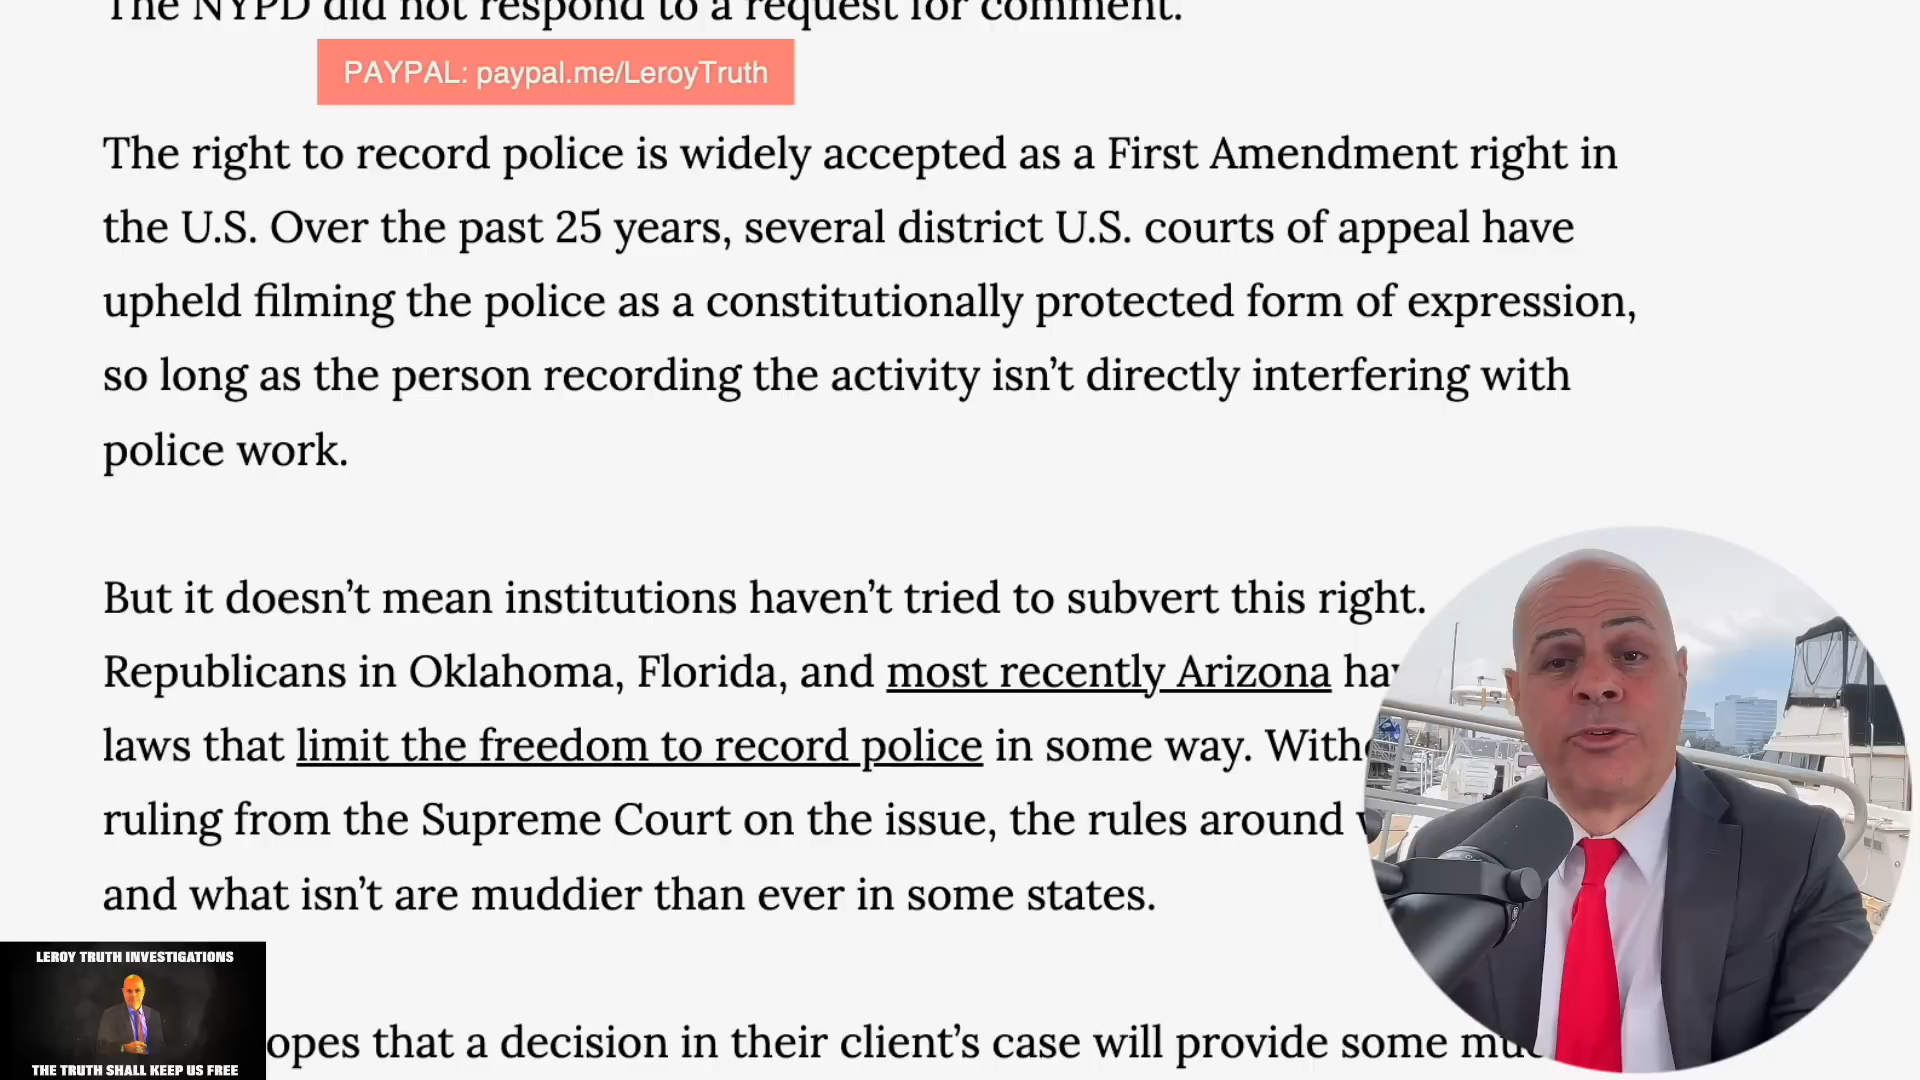 The NYPD did not respond to a request for comment.
PAYPAL: paypal.me/LeroyTruth
The right to record police is widely accepted as a First Amendment right in
the U.S. Over the past 25 years, several district U.S. courts of appeal have
upheld filming the police as a constitutionally protected form of expression,
so long as the person recording the activity isn’t directly interfering with
police work.
But it doesn’t mean institutions haven’t tried to subvert this right.
Republicans in Oklahoma, Florida, and most recently Arizona
laws that limit the freedom to record police in some way.
ruling from the Supreme Court on the issue, the rules around
and what isn’t are muddier than ever in some states.
that a decision in their client’s case will provide some
LEROY TRUTH INVESTIGATIONS
THE TRUTH SHALL KEEP US FREE